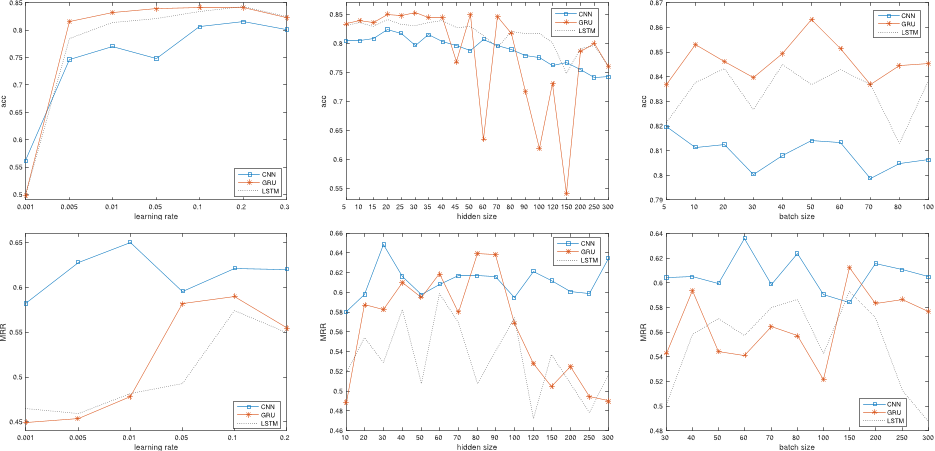 0.85
0.8
0.75
0.7
0.65
0.6
0.55
0.5
acc
0.001 0.005 0.01 0.05 0.1 0.2 0.3
learning rate
CNN
GRU
LSTM
0.85
0.8
0.75
0.7
0.65
0.6
0.55
acc
5 10 15 20 25 30 35 40 45 50 60 70 80 90 100 120 150 200 250 300
hidden size
CNN
GRU
LSTM
0.87
0.86
0.85
0.84
0.83
0.82
0.81
0.8
0.79
acc
5 10 20 30 40 50 60 70 80 100
batch size
CNN
GRU
LSTM
0.65
0.6
0.55
0.5
0.45
MRR
0.001 0.005 0.01 0.05 0.1 0.2
learning rate
CNN
GRU
LSTM
0.66
0.64
0.62
0.6
0.58
0.56
0.54
0.52
0.5
0.48
0.46
MRR
10 20 30 40 50 60 70 80 90 100 120 150 200 250 300
hidden size
CNN
GRU
LSTM
0.64
0.62
0.6
0.58
0.56
0.54
0.52
0.5
0.48
MRR
30 40 50 60 70 80 100 150 200 250 300
batch size
CNN
GRU
LSTM